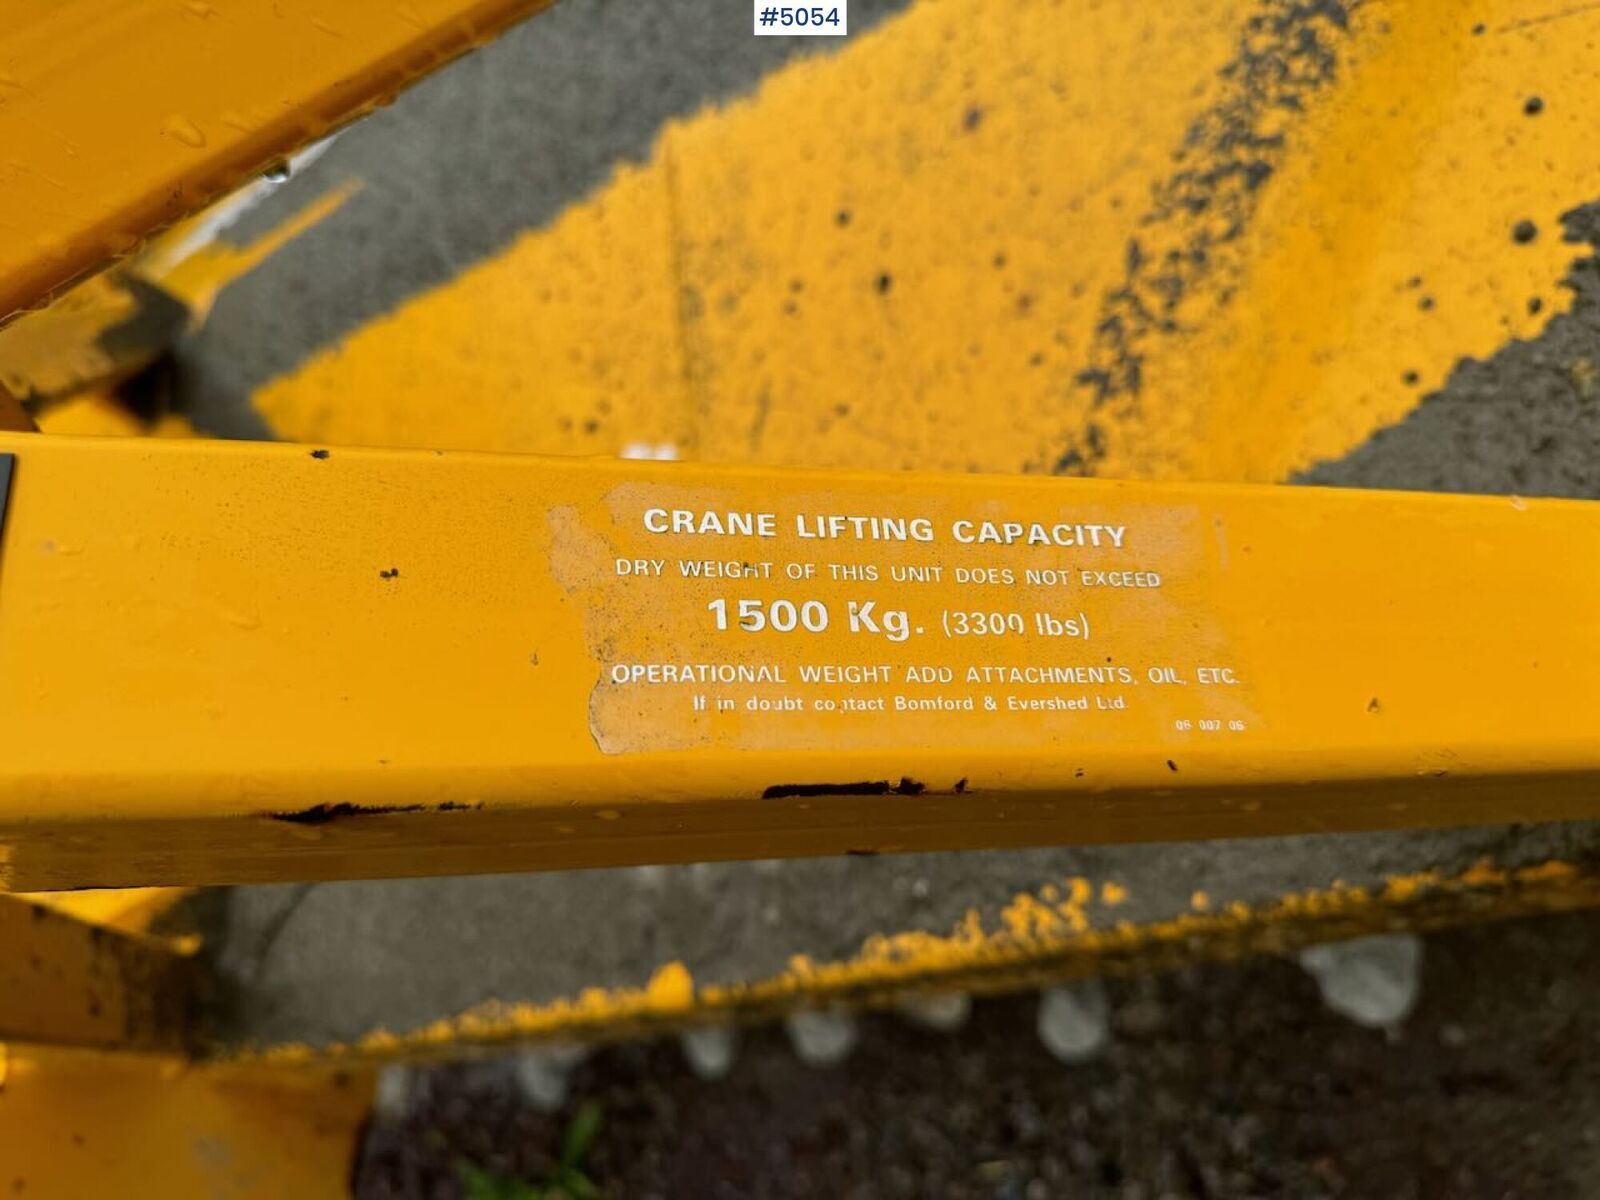 #5054
CRANE LIFTING CAPACITY
DRY WEIGHT OF THIS UNIT DOES NOT EXCEED
1500 Kg. (3300 lbs)
OPERATIONAL WEIGHT ADD ATTACHMENTS, OIL, ETC.
If in doubt contact Bomford & Evershed Ltd.
06 007 06